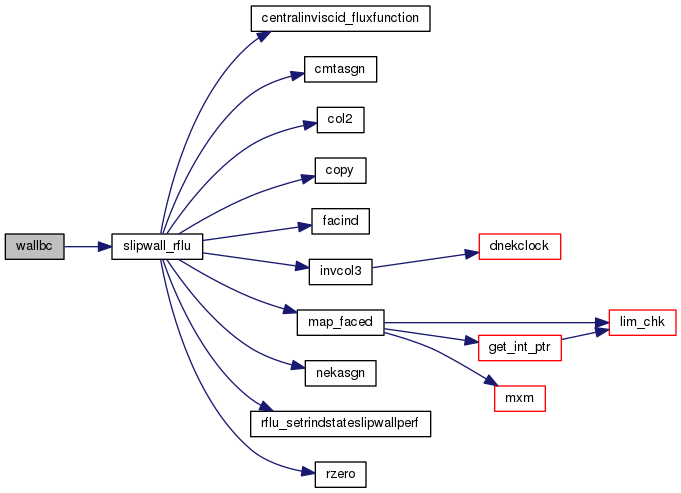 centralinviscid_fluxfunction
cmtasgn
col2
copy
facind
wallbc
slipwall_rflu
dnekclock
invcol3
map_faced
lim_chk
get_int_ptr
nekasgn
mxm
rflu_setrindstateslipwallperf
rzero